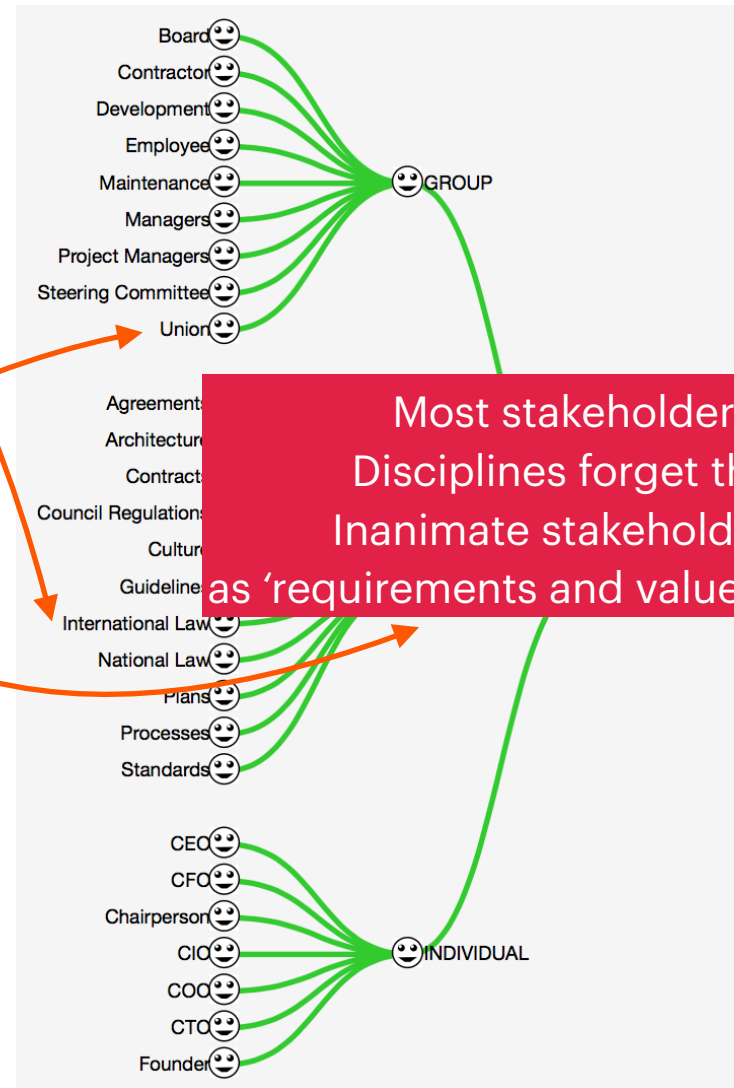 Board
Contractor
Development
Employee
Maintenance
GROUP
Managers
Project Managers
Steering Committee
Union
Agreements
Architecture
Contracts
Council Regulations
Culture
Guidelines
Most stakeholder
Disciplines forget th
Inanimate stakehold
as ‘requirements and value
International Law
National Law
Plans
Processes
Standards
CEO
CFO
Chairperson
CIO
INDIVIDUAL
COO
CTO
Founder